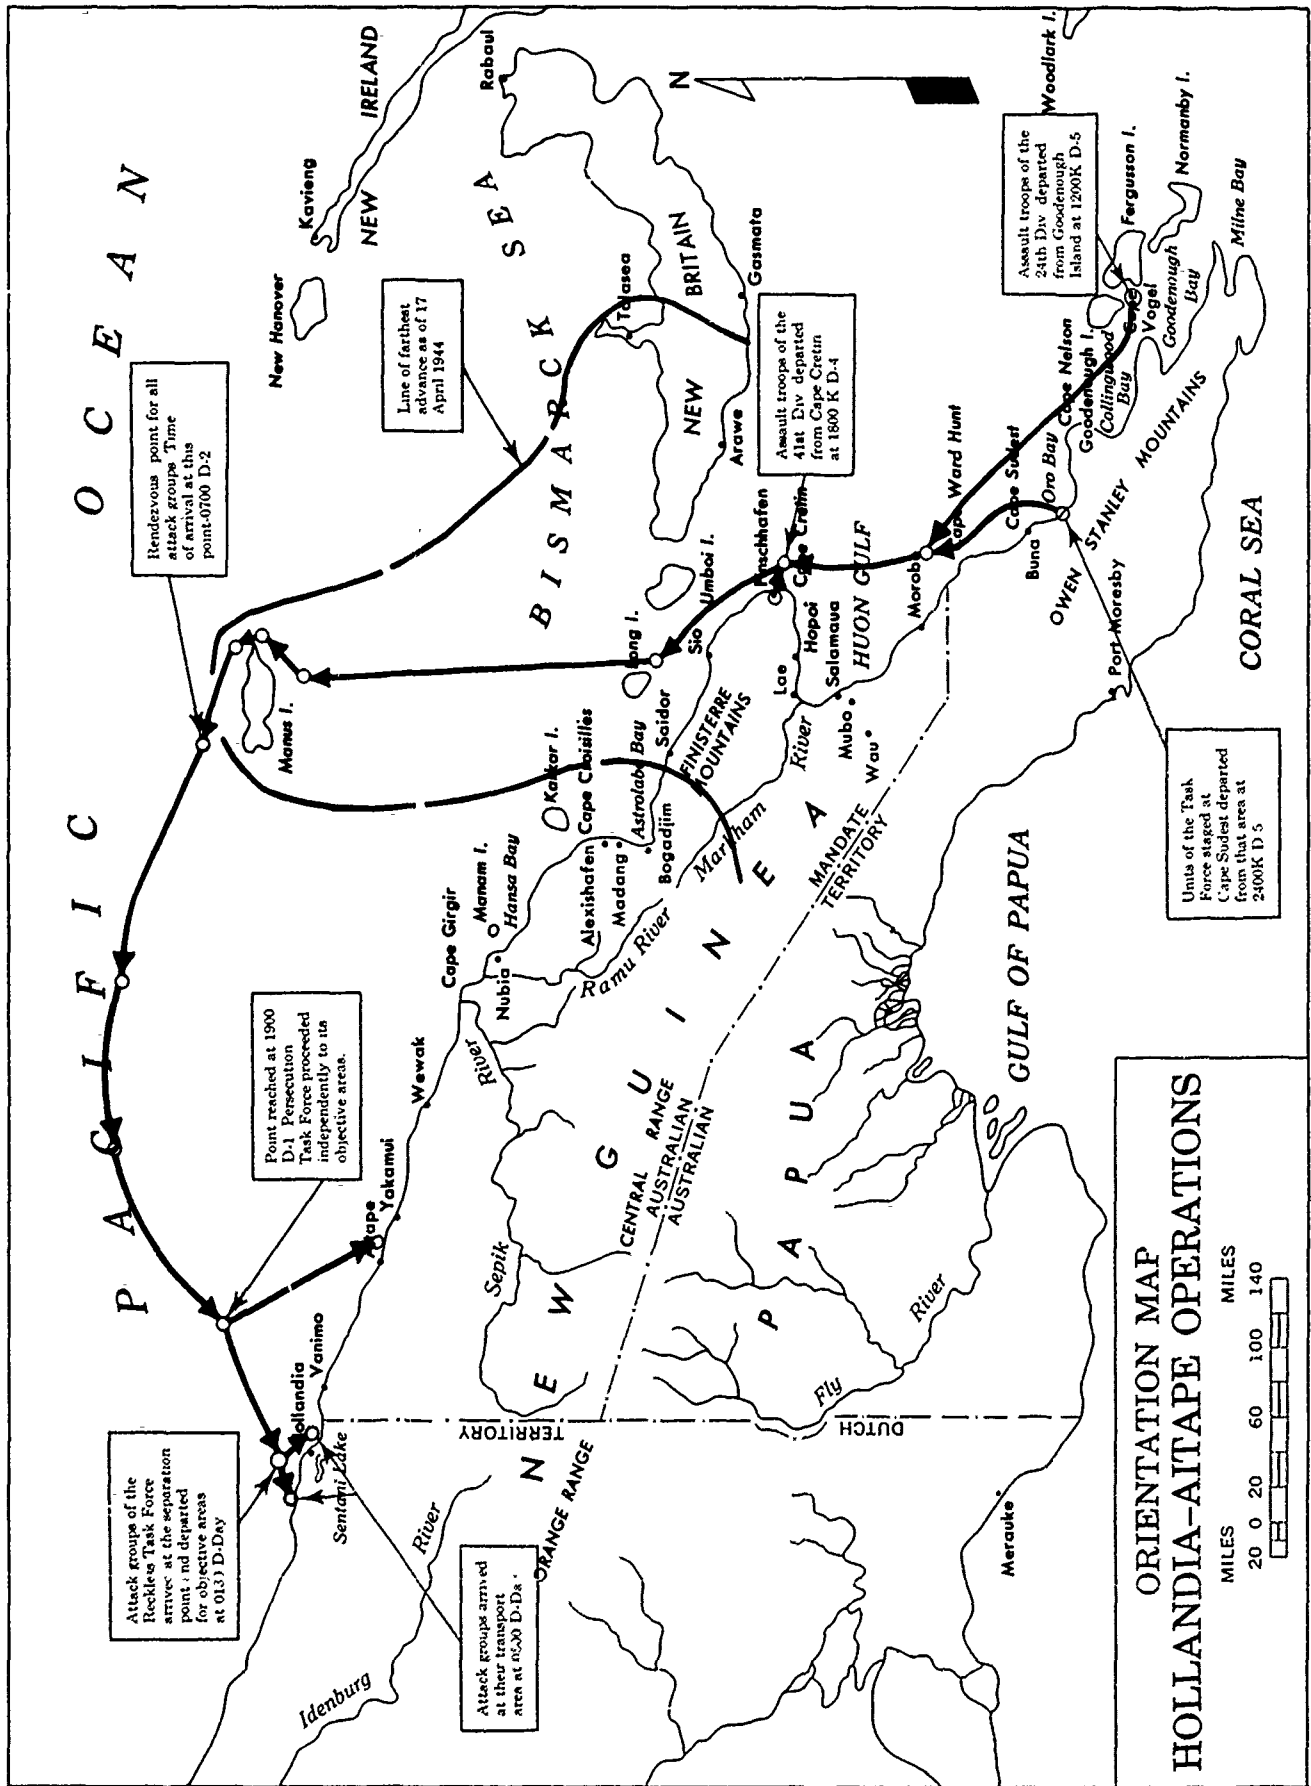 PACIFIC OCEAN
Rendezvous point for all
attack groups Time
of arrival at this
point-0700 D-2
Attack groups of the
Reckless Task Force
at the separation
for objective areas
D-Day
Point reached at 1900
D-1 Persecution
Task Force proceeded
independently to its
objective areas.
Line of farthest
advance as of 17
April 1944
New Hanover
Kavieng
NEW IRELAND
Rabaul
BISMARCK SEA
Manus I.
Hollandia
Vanimo
Sentani Lake
Yakamui
Wewak
Cape Girgir
Manam I.
Hansa Bay
Nubia
Karkar I.
Cape Croisilles
Alexishafen
Madang
Astrolabe Bay
Bogadjim
Saidor
Long I.
Umboi I.
Sio
FINISTERRE
MOUNTAINS
Talasea
NEW BRITAIN
Gasmata
Arawe
N
Attack groups arrived
at their transport
area at
Assault troops of the
41st Div departed
from Cape Cretin
at 1800 K D-4
Finschhafen
Cape Cretin
Hopoi
Lae
Salamaua
HUON GULF
Mubo
Wau
Morobe
Cape Ward Hunt
Idenburg
River
Sepik
River
Ramu River
Markham
River
NEW GUINEA
ORANGE RANGE
CENTRAL RANGE
AUSTRALIAN MANDATE
AUSTRALIAN TERRITORY
DUTCH TERRITORY
PAPUA
Fly
River
Assault troops of the
24th Div departed
from Goodenough
Island at 1200K D-5
Woodlark I.
Fergusson I.
Normanby I.
Goodenough I.
Cape
Vogel
Goodenough
Bay
Collingwood
Bay
Cape Nelson
Oro Bay
Cape Sudest
Buna
Milne Bay
OWEN STANLEY MOUNTAINS
Port Moresby
CORAL SEA
GULF OF PAPUA
Merauke
Units of the Task
Force staged at
Cape Sudest departed
from that area at
2400K D 5
ORIENTATION MAP
HOLLANDIA-AITAPE OPERATIONS
MILES MILES
20 0 20 60 100 140